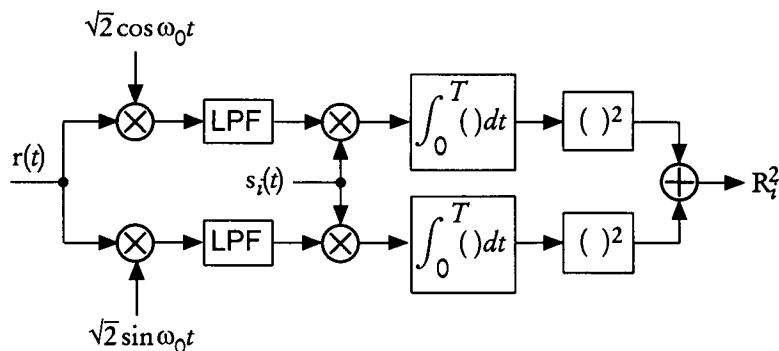 √2 cos ω₀t
LPF
∫₀ᵀ ( )dt
( )²
r(t)
sᵢ(t)
Rᵢ²
LPF
∫₀ᵀ ( )dt
( )²
√2 sin ω₀t